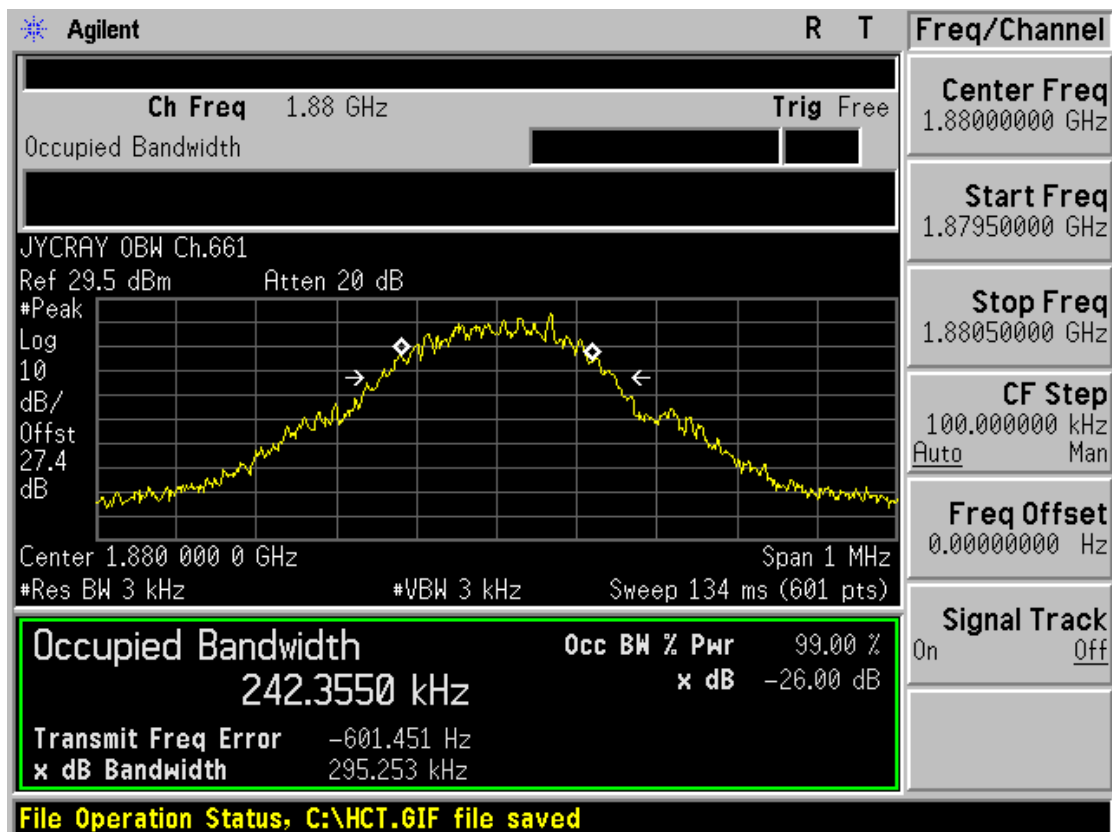 Agilent R T Freq/Channel
Ch Freq 1.88 GHz Trig Free
Occupied Bandwidth
Center Freq
1.88000000 GHz
Start Freq
1.87950000 GHz
Stop Freq
1.88050000 GHz
CF Step
100.000000 kHz
Auto Man
Freq Offset
0.00000000 Hz
Signal Track
On Off
JYCRAY OBW Ch.661
Ref 29.5 dBm Atten 20 dB
#Peak
Log
10
dB/
Offst
27.4
dB
Center 1.880 000 0 GHz Span 1 MHz
#Res BW 3 kHz #VBW 3 kHz Sweep 134 ms (601 pts)
Occupied Bandwidth Occ BW % Pwr 99.00 %
242.3550 kHz x dB -26.00 dB
Transmit Freq Error -601.451 Hz
x dB Bandwidth 295.253 kHz
File Operation Status, C:\HCT.GIF file saved